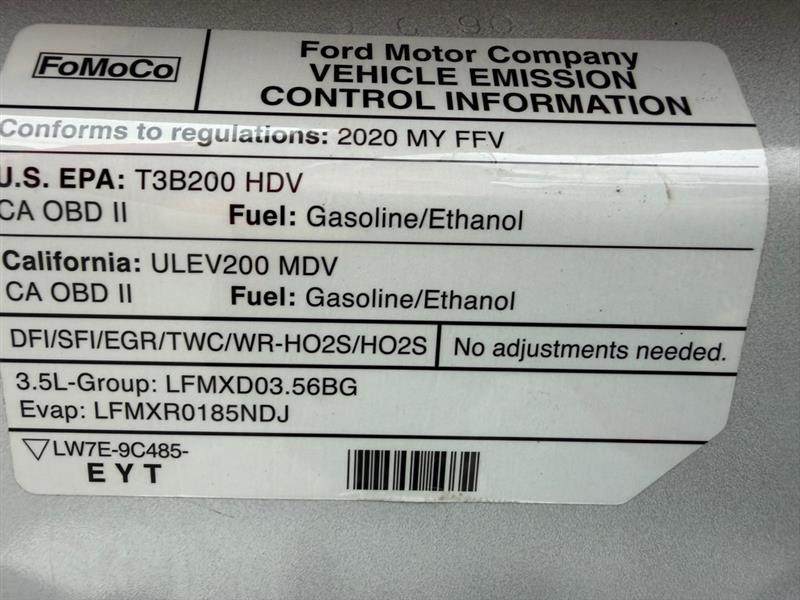 FoMoCo
Ford Motor Company
VEHICLE EMISSION
CONTROL INFORMATION
Conforms to regulations: 2020 MY FFV
U.S. EPA: T3B200 HDV
CA OBD II Fuel: Gasoline/Ethanol
California: ULEV200 MDV
CA OBD II Fuel: Gasoline/Ethanol
DFI/SFI/EGR/TWC/WR-HO2S/HO2S No adjustments needed.
3.5L-Group: LFMXD03.56BG
Evap: LFMXR0185NDJ
LW7E-9C485-
EYT